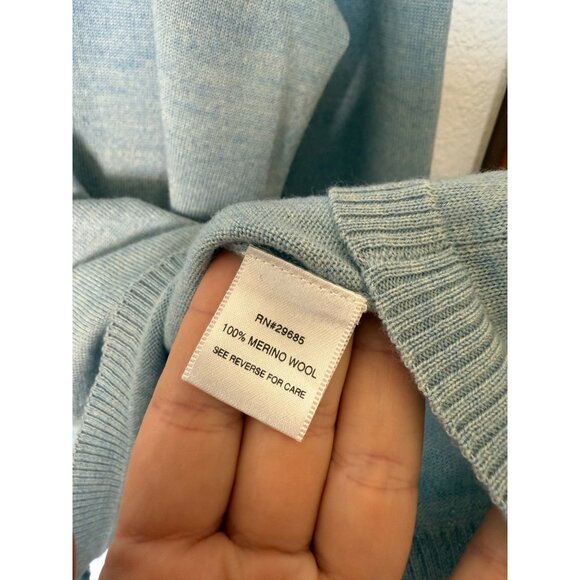 RN#29685
100% MERINO WOOL
SEE REVERSE FOR CARE